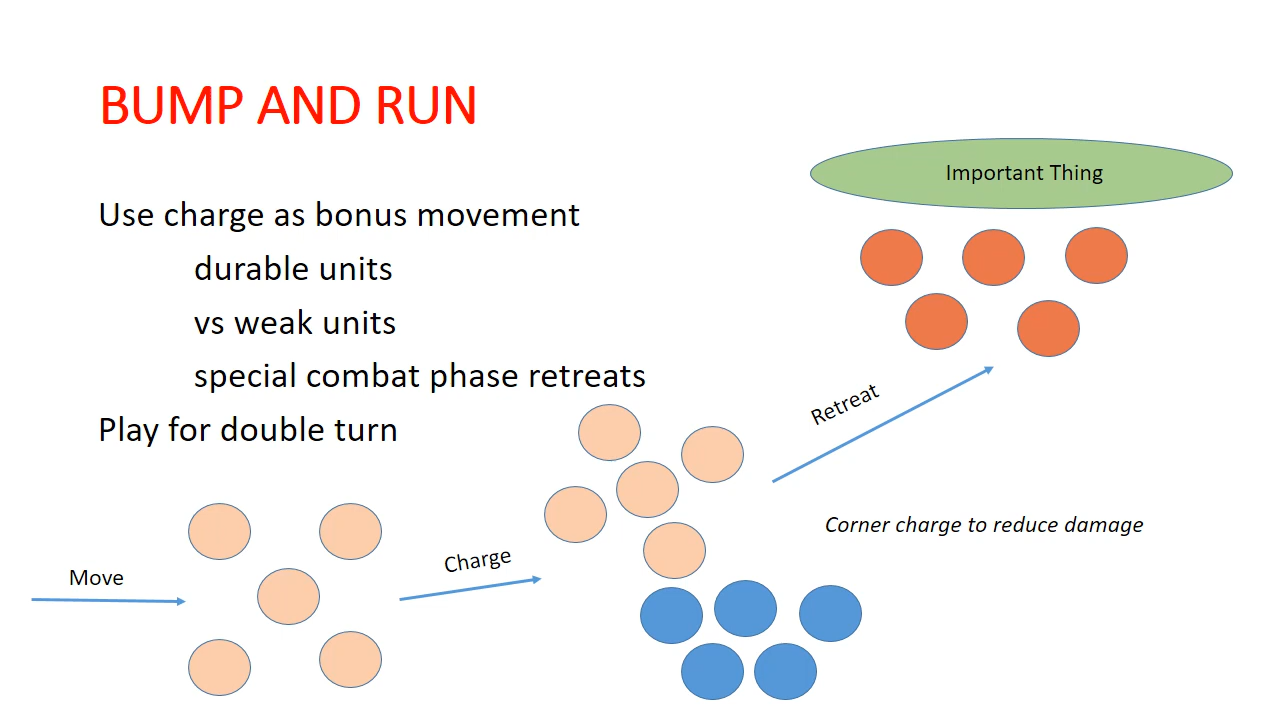 BUMP AND RUN
Use charge as bonus movement
durable units
vs weak units
special combat phase retreats
Play for double turn
Important Thing
Retreat
Corner charge to reduce damage
Charge
Move